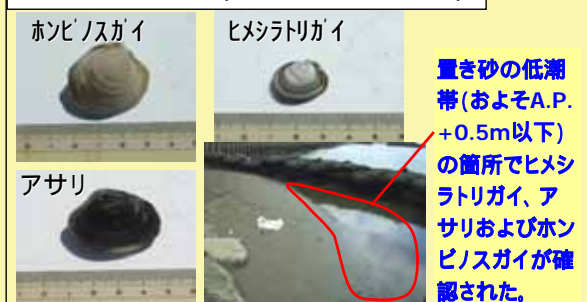 ホンビノスガイ
ヒメシラトリガイ
アサリ
置き砂の低潮
帯(およそA.P.
+0.5m以下)
の箇所でヒメシ
ラトリガイ、ア
サリおよびホン
ビノスガイが確
認された。